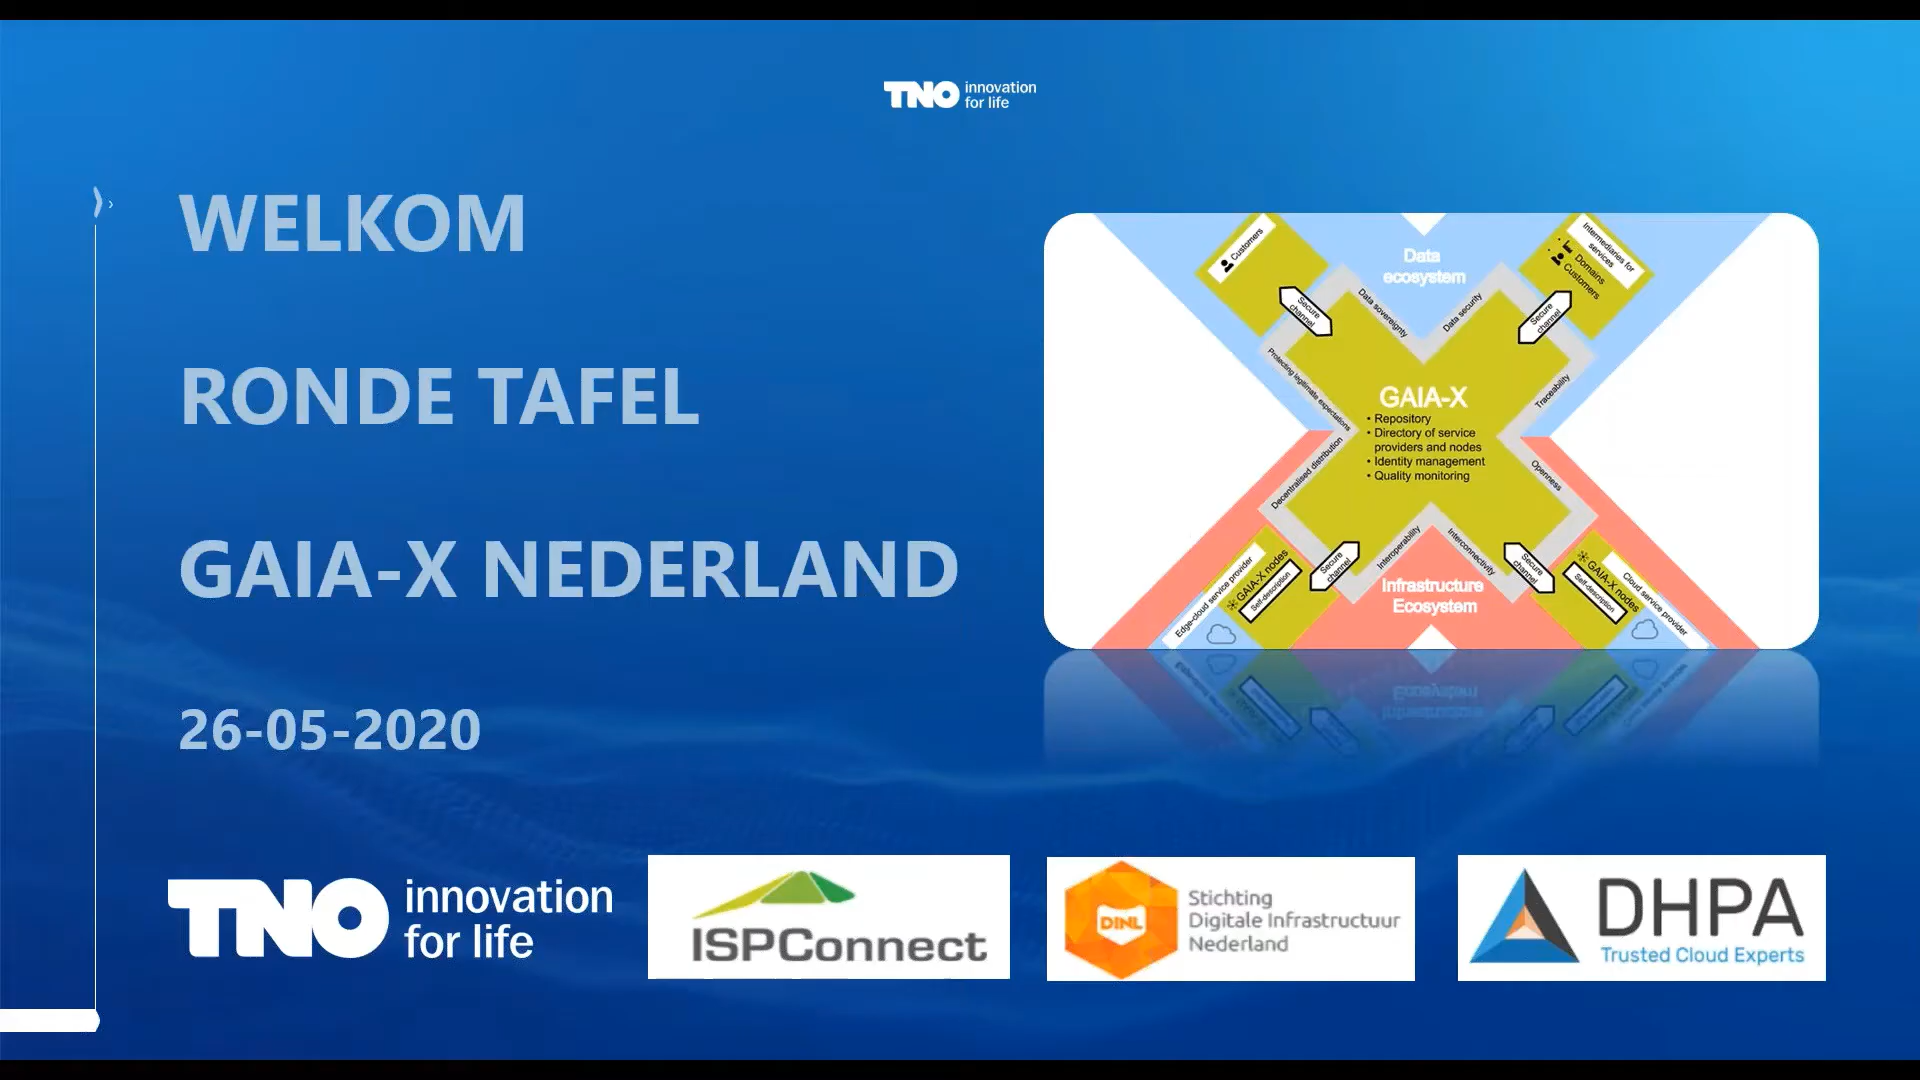 TNO innovation
for life
WELKOM
RONDE TAFEL
GAIA-X NEDERLAND
26-05-2020
Customers
Data
ecosystem
Intermediaries for
services
Domains
Customers
Secure
channel
Data sovereignty
Data security
Secure
channel
Protecting legitimate expectations
Traceability
GAIA-X
• Repository
• Directory of service
providers and nodes
• Identity management
• Quality monitoring
Decentralised distribution
Openness
Interoperability
Interconnectivity
Secure
channel
Secure
channel
Infrastructure
Ecosystem
Edge-cloud service provider
GAIA-X nodes
Self-description
GAIA-X nodes
Self-description
Cloud service provider
TNO innovation
for life
ISPConnect
DINL
Stichting
Digitale Infrastructuur
Nederland
DHPA
Trusted Cloud Experts